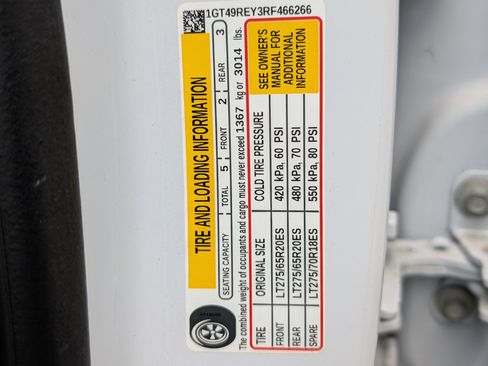 1GT49REY3RF466266
TIRE AND LOADING INFORMATION
SEATING CAPACITY TOTAL 5 FRONT 2 REAR 3
The combined weight of occupants and cargo must never exceed 1367 kg or 3014 lbs.
TIRE ORIGINAL SIZE COLD TIRE PRESSURE
FRONT LT275/65R20ES 420 kPa, 60 PSI
REAR LT275/65R20ES 480 kPa, 70 PSI
SPARE LT275/70R18ES 550 kPa, 80 PSI
SEE OWNER'S
MANUAL FOR
ADDITIONAL
INFORMATION